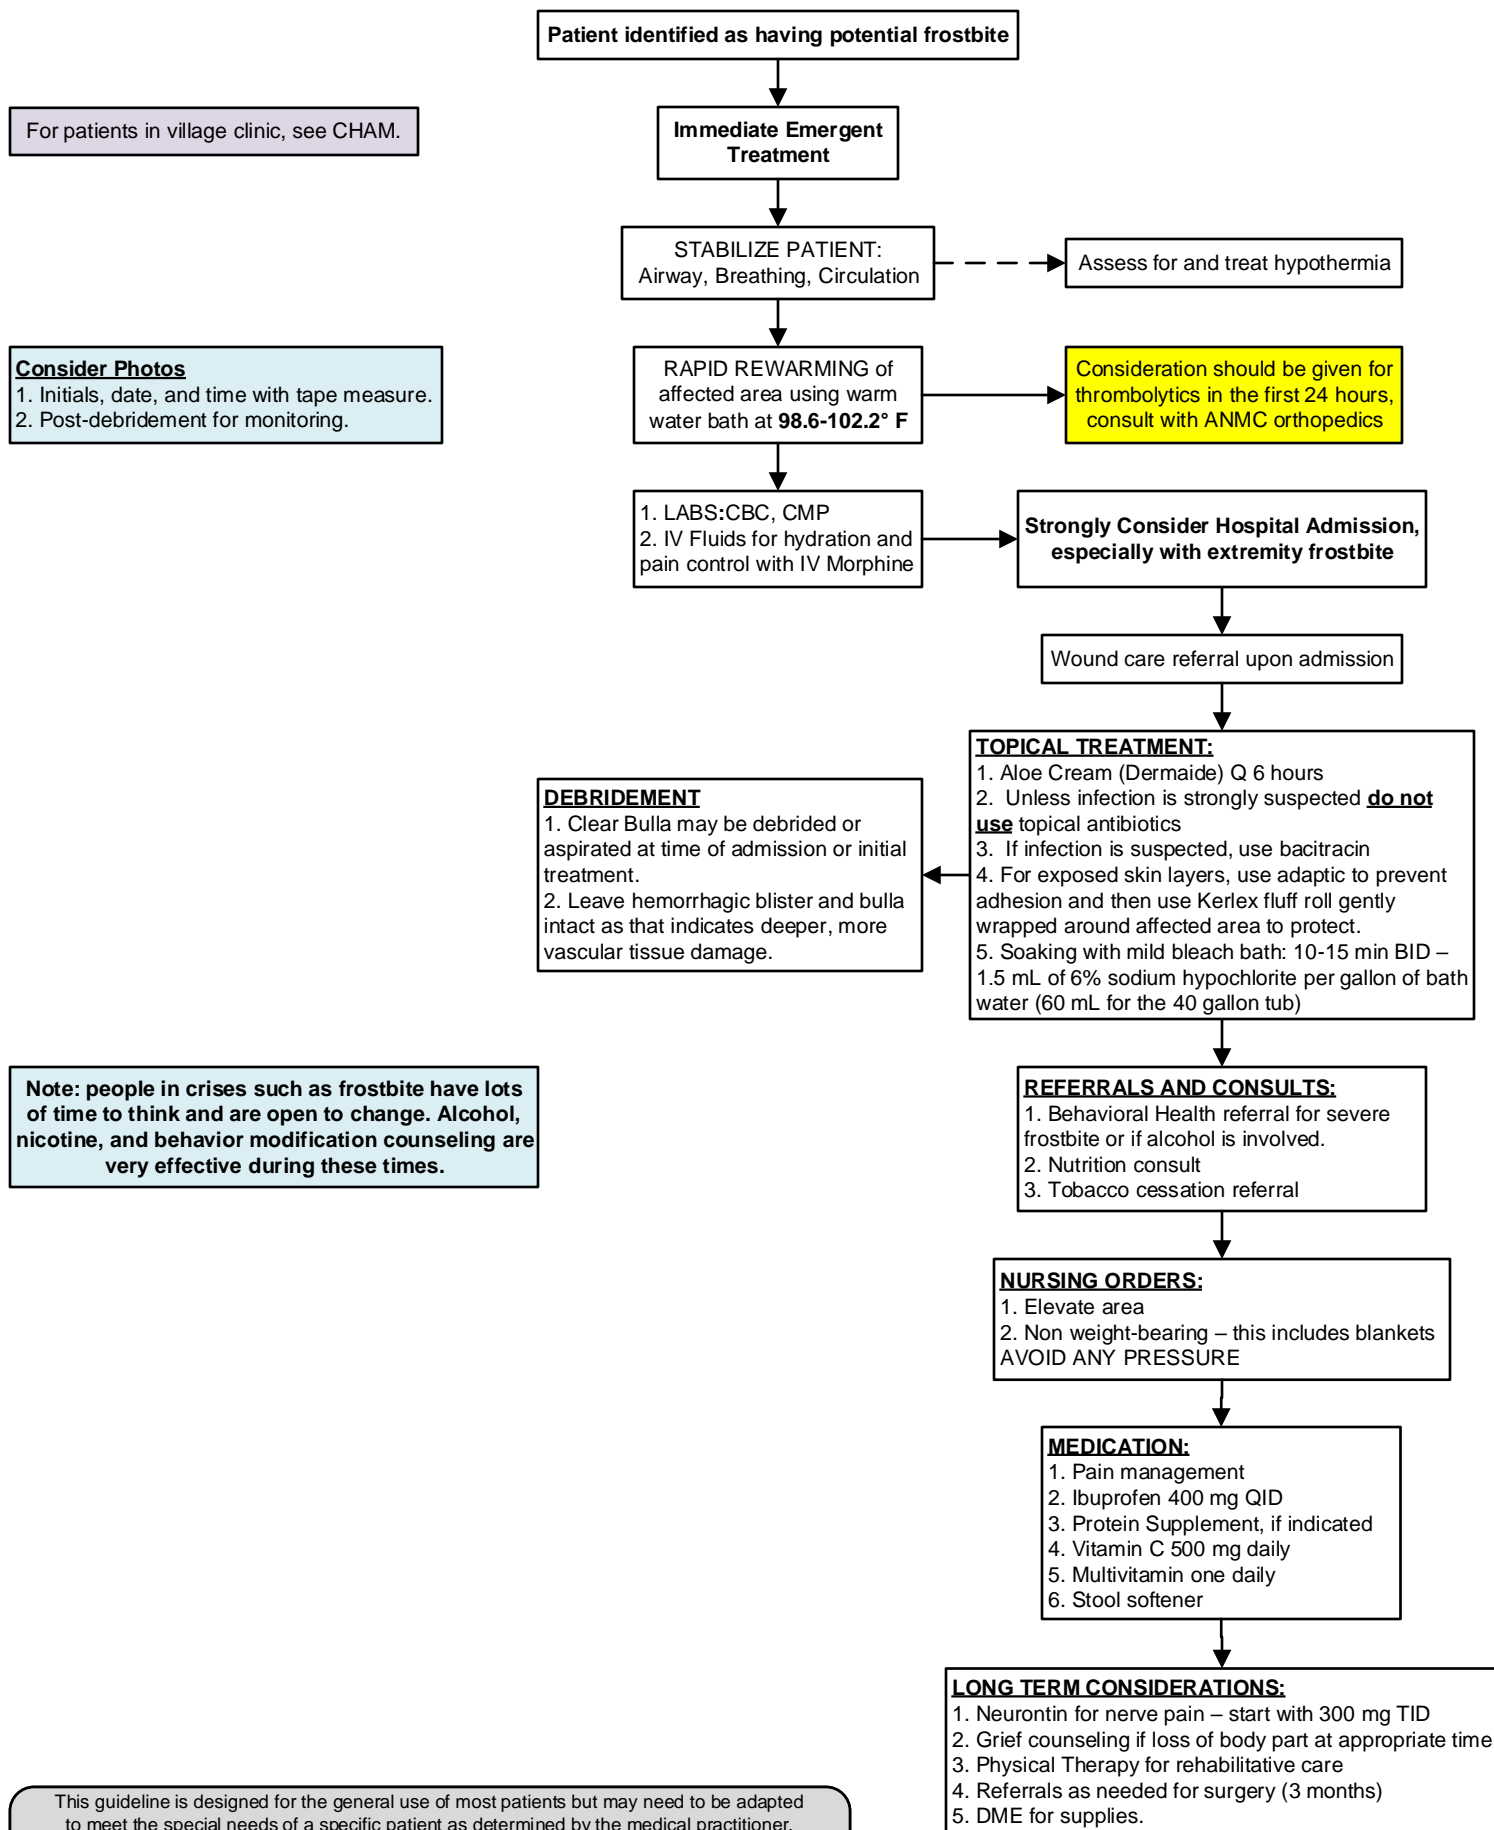 Patient identified as having potential frostbite
For patients in village clinic, see CHAM.
Immediate Emergent
Treatment
STABILIZE PATIENT:
Airway, Breathing, Circulation
Assess for and treat hypothermia
Consider Photos
1. Initials, date, and time with tape measure.
2. Post-debridement for monitoring.
RAPID REWARMING of
affected area using warm
water bath at 98.6-102.2° F
Consideration should be given for
thrombolytics in the first 24 hours,
consult with ANMC orthopedics
1. LABS:CBC, CMP
2. IV Fluids for hydration and
pain control with IV Morphine
Strongly Consider Hospital Admission,
especially with extremity frostbite
Wound care referral upon admission
TOPICAL TREATMENT:
1. Aloe Cream (Dermaide) Q 6 hours
2.  Unless infection is strongly suspected do not
use topical antibiotics
3.  If infection is suspected, use bacitracin
4. For exposed skin layers, use adaptic to prevent
adhesion and then use Kerlex fluff roll gently
wrapped around affected area to protect.
5. Soaking with mild bleach bath: 10-15 min BID –
1.5 mL of 6% sodium hypochlorite per gallon of bath
water (60 mL for the 40 gallon tub)
DEBRIDEMENT
1. Clear Bulla may be debrided or
aspirated at time of admission or initial
treatment.
2. Leave hemorrhagic blister and bulla
intact as that indicates deeper, more
vascular tissue damage.
Note: people in crises such as frostbite have lots
of time to think and are open to change. Alcohol,
nicotine, and behavior modification counseling are
very effective during these times.
REFERRALS AND CONSULTS:
1. Behavioral Health referral for severe
frostbite or if alcohol is involved.
2. Nutrition consult
3. Tobacco cessation referral
NURSING ORDERS:
1. Elevate area
2. Non weight-bearing – this includes blankets
AVOID ANY PRESSURE
MEDICATION:
1. Pain management
2. Ibuprofen 400 mg QID
3. Protein Supplement, if indicated
4. Vitamin C 500 mg daily
5. Multivitamin one daily
6. Stool softener
LONG TERM CONSIDERATIONS:
1. Neurontin for nerve pain – start with 300 mg TID
2. Grief counseling if loss of body part at appropriate time
3. Physical Therapy for rehabilitative care
4. Referrals as needed for surgery (3 months)
5. DME for supplies.
This guideline is designed for the general use of most patients but may need to be adapted
to meet the special needs of a specific patient as determined by the medical practitioner.